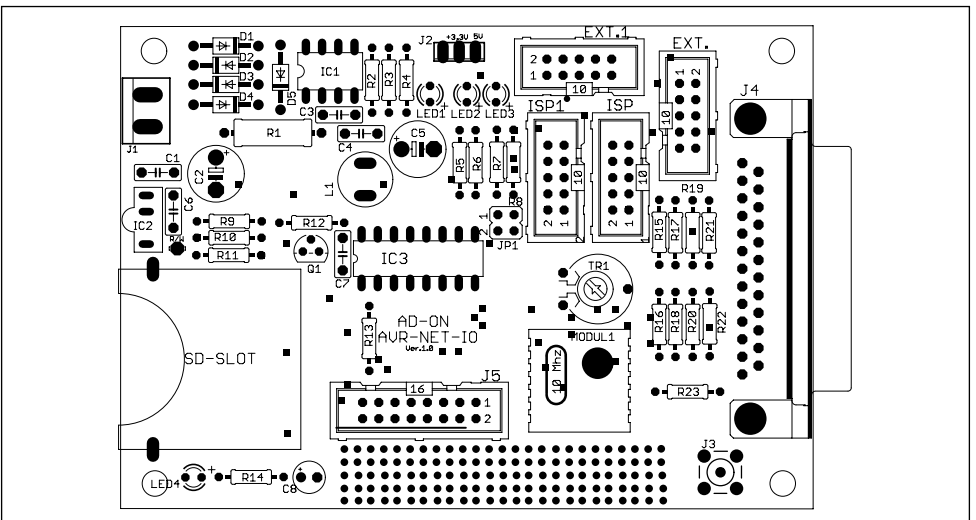 D1
D2
D3
D4
D5
IC1
R2
R3
R4
J2
+3.3V 5V
EXT.1
2
1
10
EXT.
1 2
10
J4
LED1
LED2
LED3
ISP1
ISP
C3
C4
C5
R1
J1
C1
C2
C6
IC2
L1
R5
R6
R7
R8
10
10
2 1
2 1
R19
R9
R10
R11
R12
Q1
C7
IC3
2 1
JP1
R15
R17
R21
TR1
R13
AD-ON
AVR-NET-IO
Ver.1.0
SD-SLOT
MODUL1
10 Mhz
R16
R18
R20
R22
J5
16
1
2
R23
J3
LED4
R14
C8